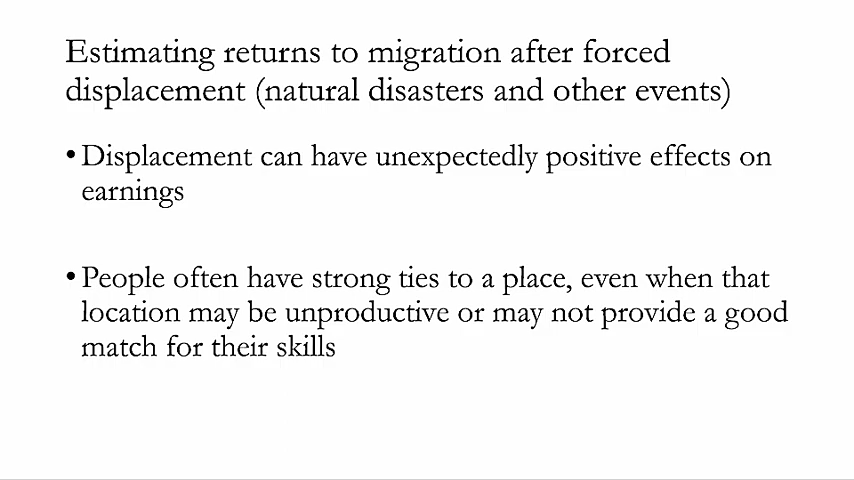 Estimating returns to migration after forced
displacement (natural disasters and other events)
•Displacement can have unexpectedly positive effects on
earnings
•People often have strong ties to a place, even when that
location may be unproductive or may not provide a good
match for their skills